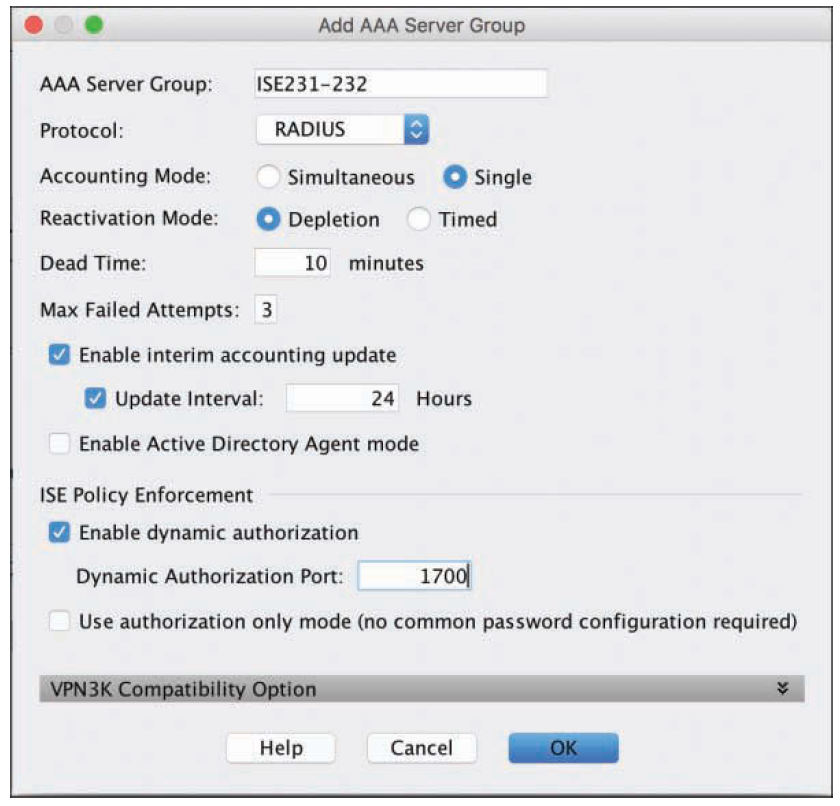 Add AAA Server Group
AAA Server Group: ISE231-232
Protocol: RADIUS
Accounting Mode: Simultaneous Single
Reactivation Mode: Depletion Timed
Dead Time: 10 minutes
Max Failed Attempts: 3
Enable interim accounting update
Update Interval: 24 Hours
Enable Active Directory Agent mode
ISE Policy Enforcement
Enable dynamic authorization
Dynamic Authorization Port: 1700
Use authorization only mode (no common password configuration required)
VPN3K Compatibility Option
Help Cancel OK